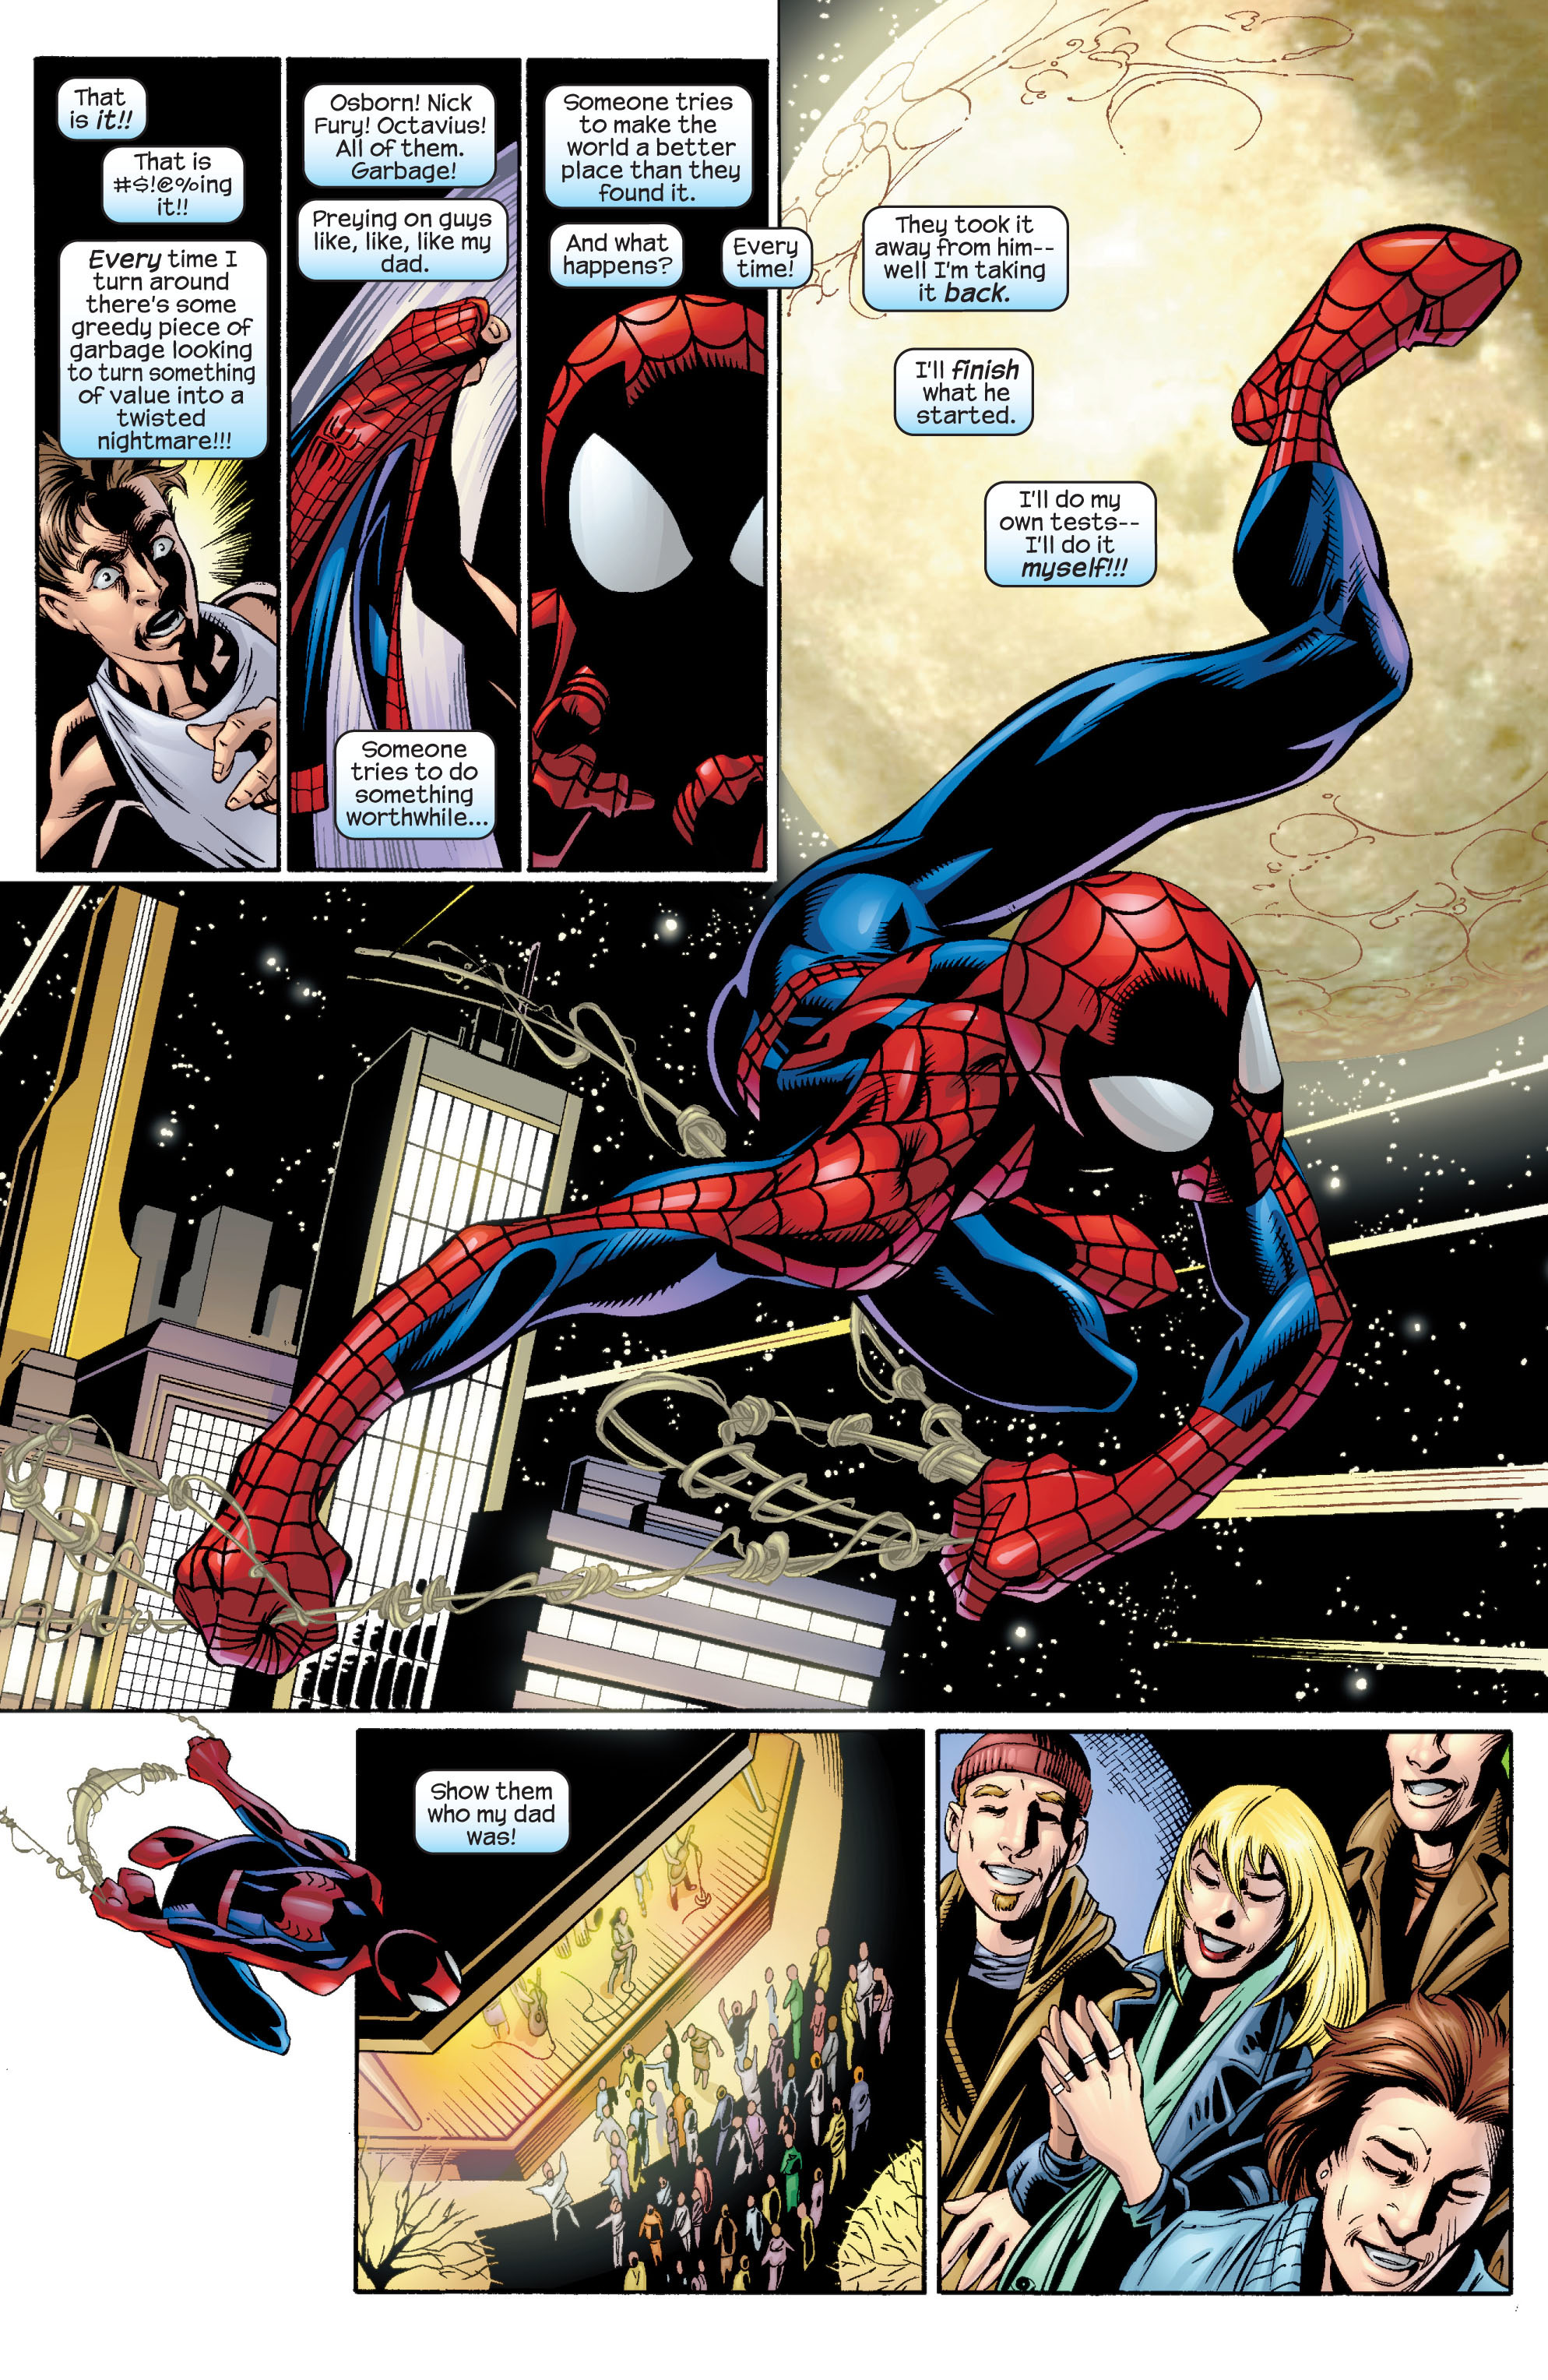 That
is it!!
That is
#$!@%ing
it!!
Every time I
turn around
there's some
greedy piece of
garbage looking
to turn something
of value into a
twisted
nightmare!!!
Osborn! Nick
Fury! Octavius!
All of them.
Garbage!
Preying on guys
like, like, like my
dad.
Someone
tries to do
something
worthwhile...
Someone tries
to make the
world a better
place than they
found it.
And what
happens?
Every
time!
They took it
away from him--
well I'm taking
it back.
I'll finish
what he
started.
I'll do my
own tests--
I'll do it
myself!!!
Show them
who my dad
was!